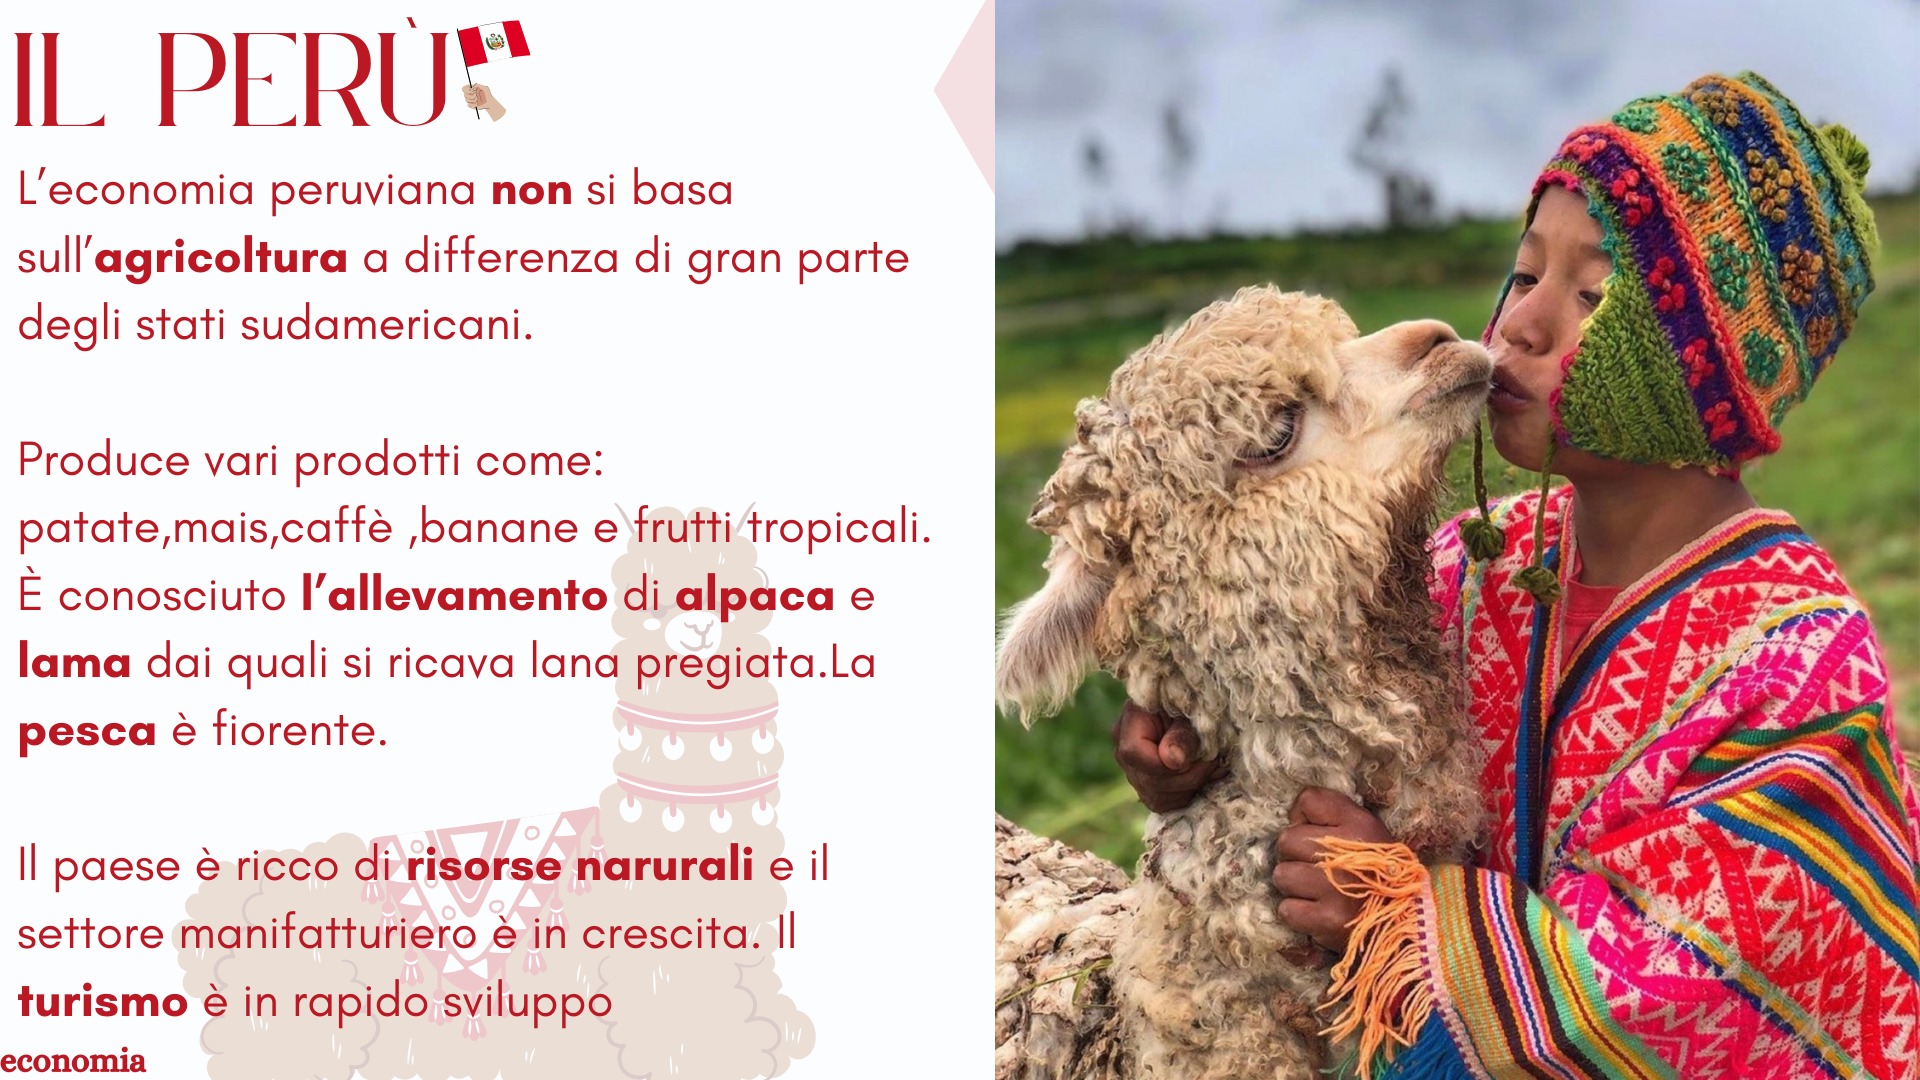 IL PERÙ
L’economia peruviana non si basa
sull’agricoltura a differenza di gran parte
degli stati sudamericani.
Produce vari prodotti come:
patate,mais,caffè ,banane e frutti tropicali.
È conosciuto l’allevamento di alpaca e
lama dai quali si ricava lana pregiata.La
pesca è fiorente.
Il paese è ricco di risorse narurali e il
settore manifatturiero è in crescita. Il
turismo è in rapido sviluppo
economia